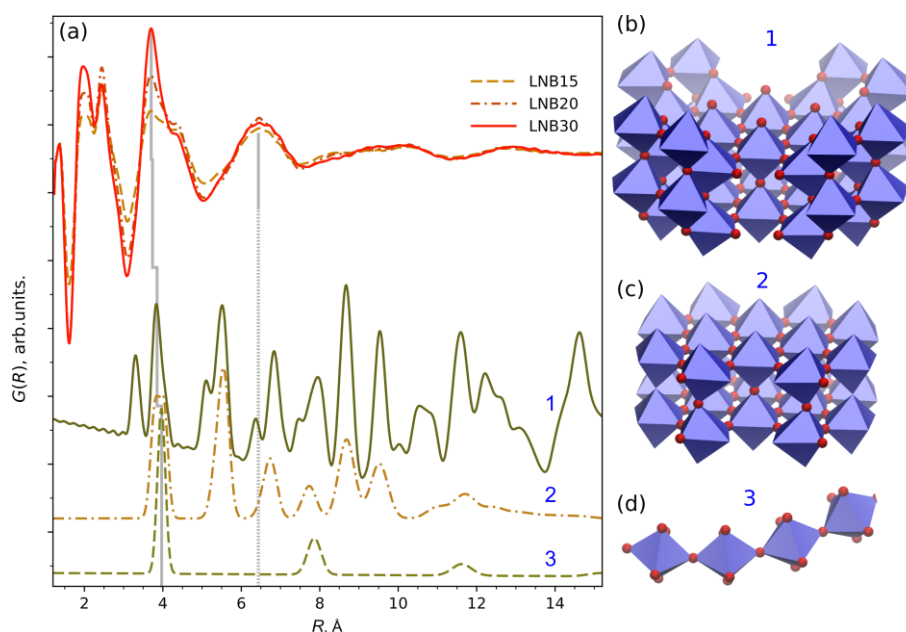 (a)
LNB15
LNB20
LNB30
G(R), arb.units.
1
2
3
2 4 6 8 10 12 14
R, Å
(b)
1
(c)
2
(d)
3